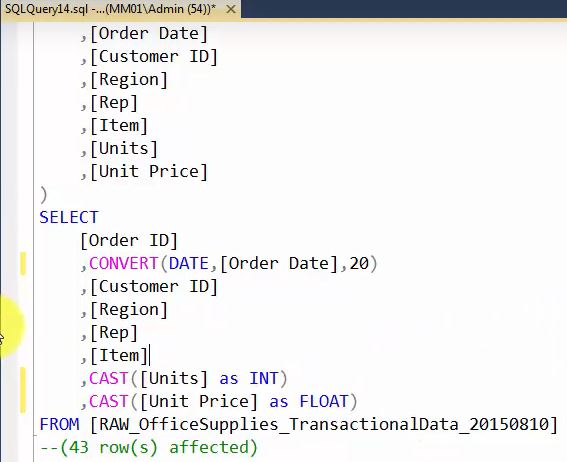 SQLQuery14.sql -...(MM01\Admin (54))* ×
,[Order Date]
,[Customer ID]
,[Region]
,[Rep]
,[Item]
,[Units]
,[Unit Price]
)
SELECT
[Order ID]
,CONVERT(DATE,[Order Date],20)
,[Customer ID]
,[Region]
,[Rep]
,[Item]
,CAST([Units] as INT)
,CAST([Unit Price] as FLOAT)
FROM [RAW_OfficeSupplies_TransactionalData_20150810]
--(43 row(s) affected)